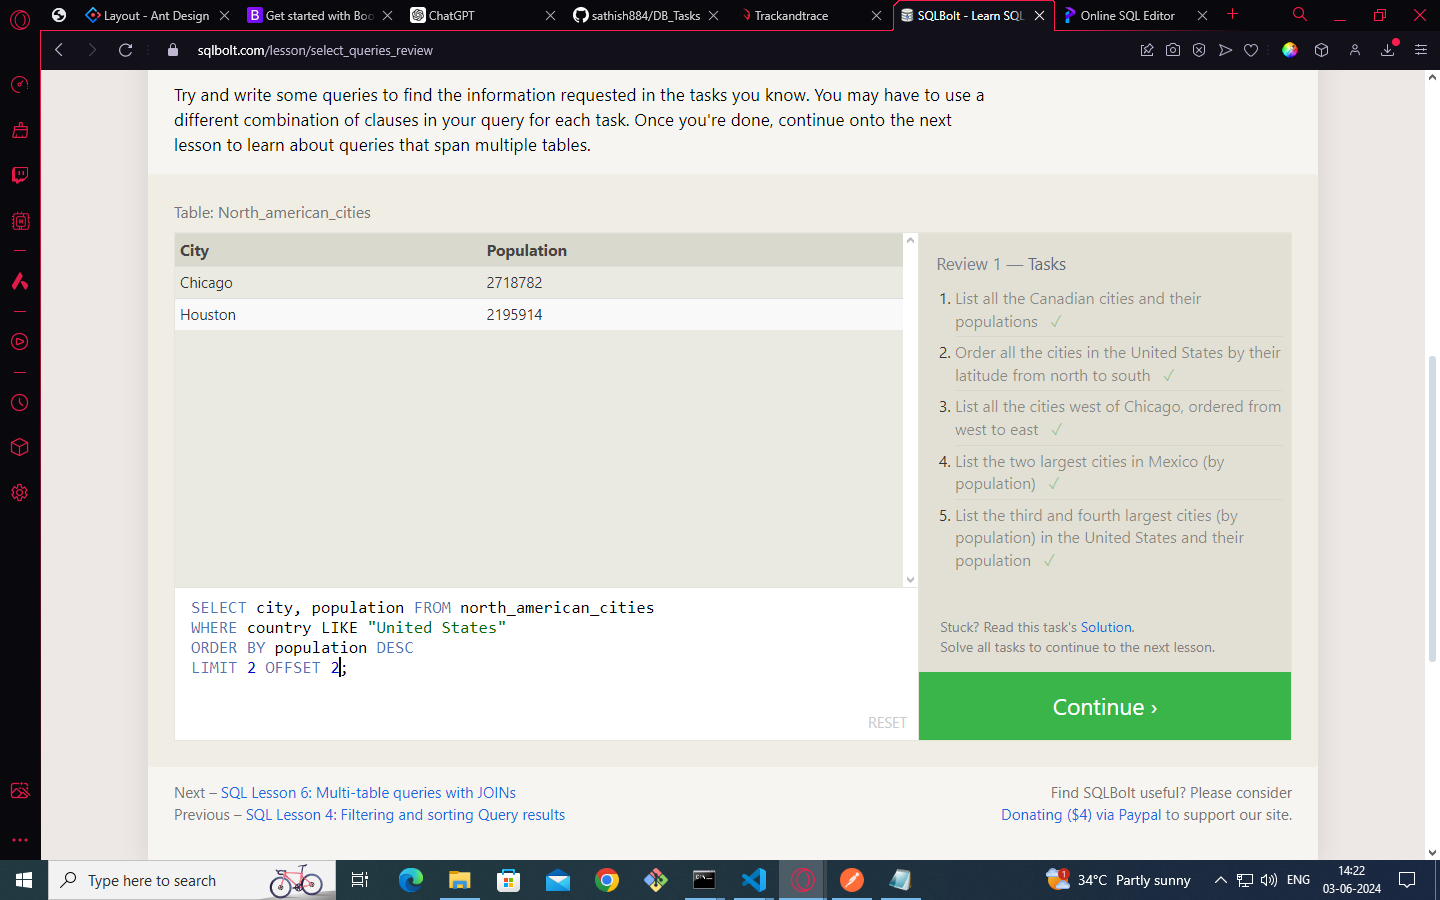 Layout - Ant Design
Get started with Boo
ChatGPT
sathish884/DB_Tasks
Trackandtrace
SQLBolt - Learn SQL
Online SQL Editor
sqlbolt.com/lesson/select_queries_review
Try and write some queries to find the information requested in the tasks you know. You may have to use a
different combination of clauses in your query for each task. Once you're done, continue onto the next
lesson to learn about queries that span multiple tables.
Table: North_american_cities
City Population
Chicago 2718782
Houston 2195914
Review 1 — Tasks
1. List all the Canadian cities and their
populations ✓
2. Order all the cities in the United States by their
latitude from north to south ✓
3. List all the cities west of Chicago, ordered from
west to east ✓
4. List the two largest cities in Mexico (by
population) ✓
5. List the third and fourth largest cities (by
population) in the United States and their
population ✓
SELECT city, population FROM north_american_cities
WHERE country LIKE "United States"
ORDER BY population DESC
LIMIT 2 OFFSET 2;
RESET
Stuck? Read this task's Solution.
Solve all tasks to continue to the next lesson.
Continue ›
Next – SQL Lesson 6: Multi-table queries with JOINs
Previous – SQL Lesson 4: Filtering and sorting Query results
Find SQLBolt useful? Please consider
Donating ($4) via Paypal to support our site.
Type here to search
1
34°C Partly sunny
ENG
14:22
03-06-2024